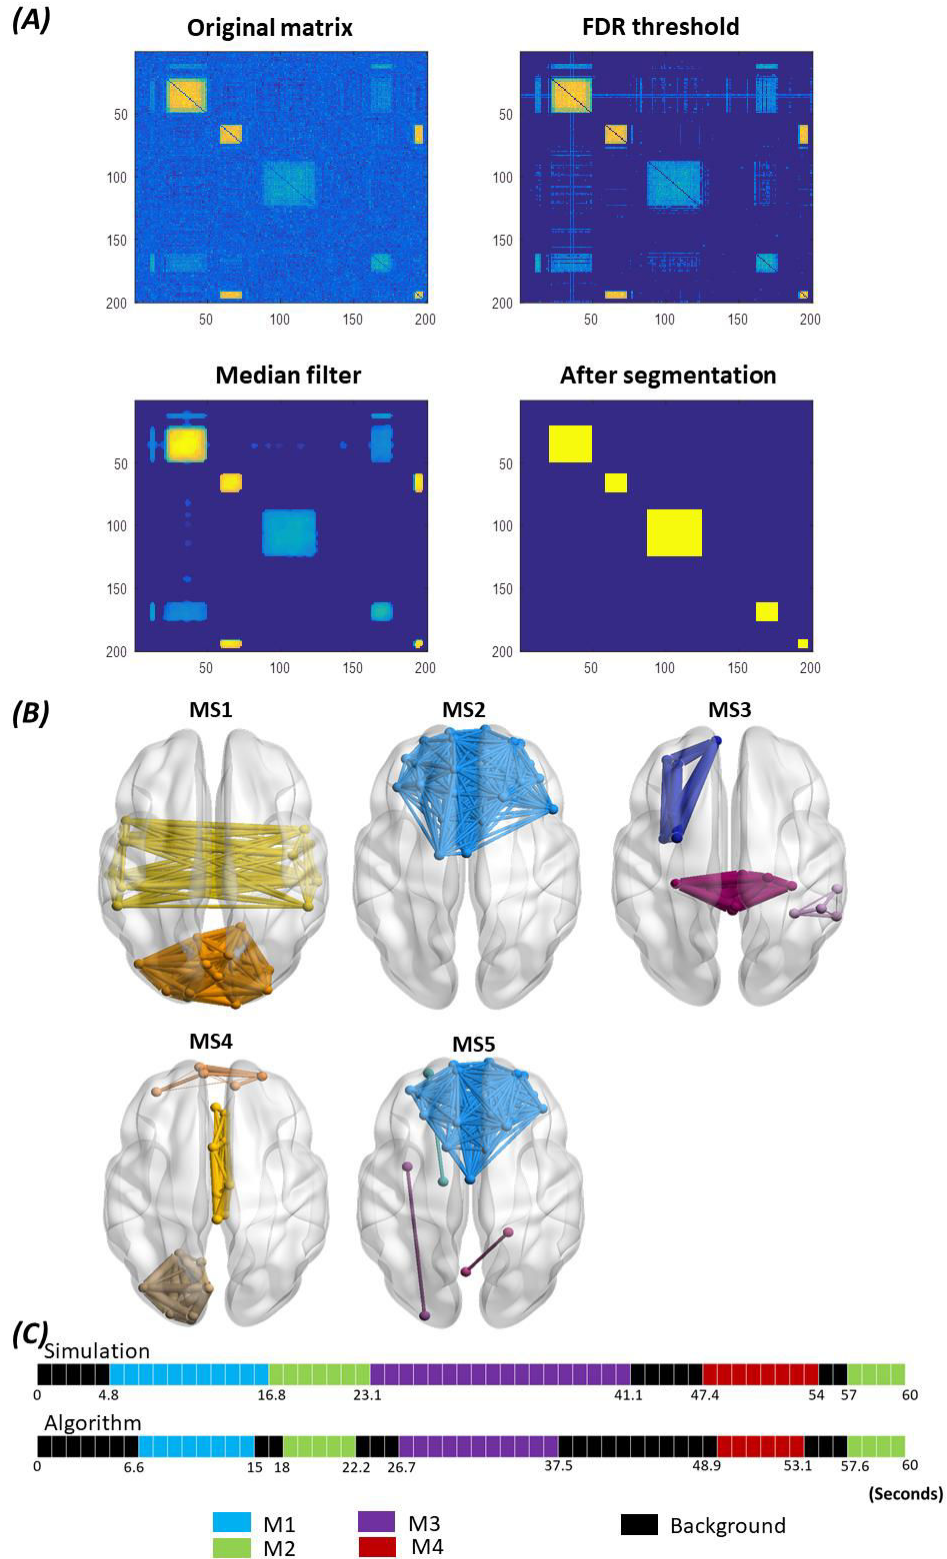 (A)
Original matrix
FDR threshold
50
100
150
200
50 100 150 200
50
100
150
200
50 100 150 200
Median filter
After segmentation
50
100
150
200
50 100 150 200
50
100
150
200
50 100 150 200
(B)
MS1 MS2 MS3
MS4 MS5
(C)
Simulation
0 4.8 16.8 23.1 41.1 47.4 54 57 60
Algorithm
0 6.6 15 18 22.2 26.7 37.5 48.9 53.1 57.6 60
(Seconds)
M1 M3 Background
M2 M4